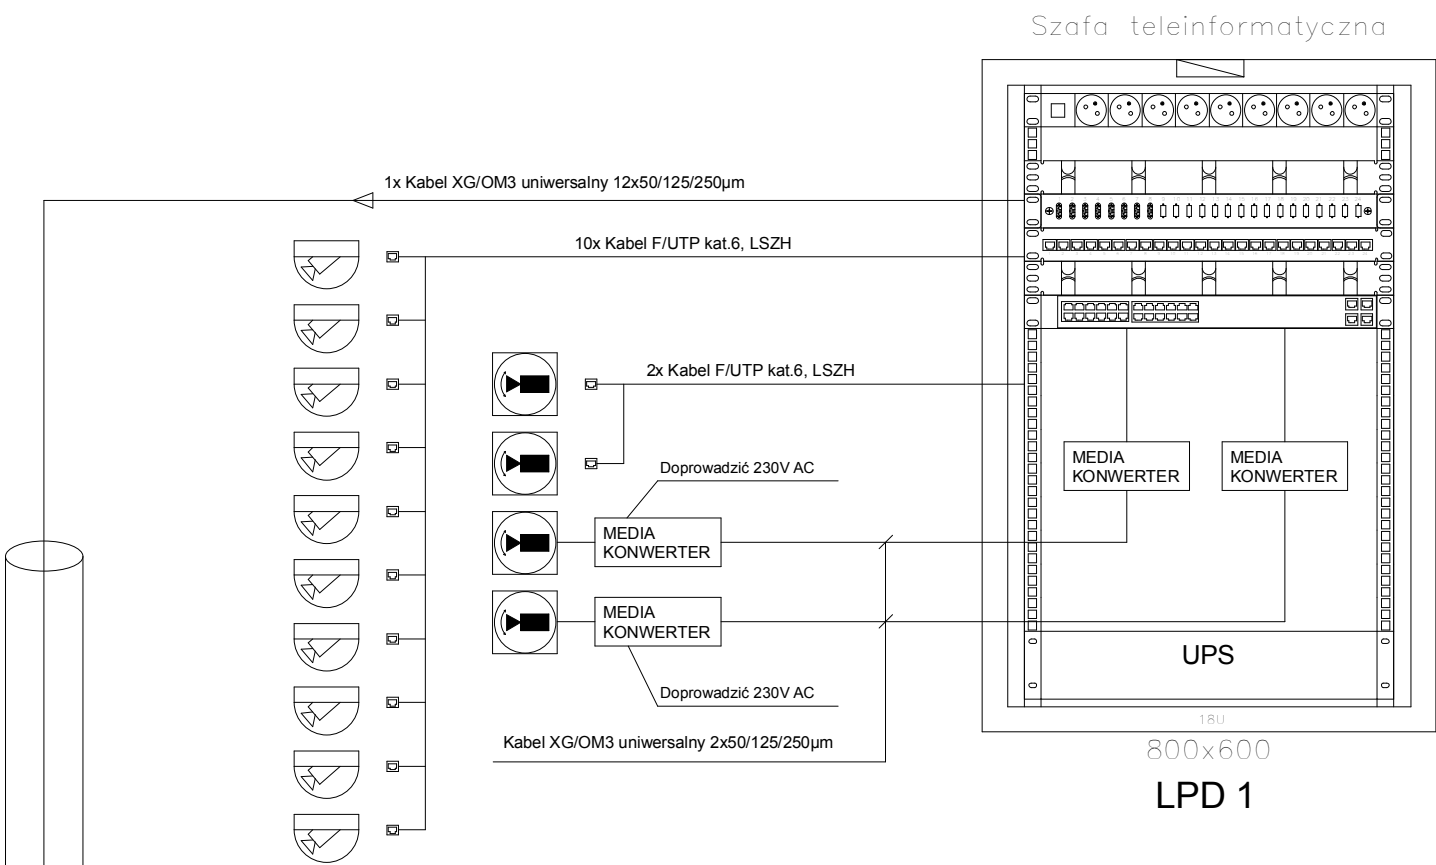 Szafa teleinformatyczna
1x Kabel XG/OM3 uniwersalny 12x50/125/250µm
10x Kabel F/UTP kat.6, LSZH
2x Kabel F/UTP kat.6, LSZH
MEDIA
KONWERTER
MEDIA
KONWERTER
Doprowadzić 230V AC
MEDIA
KONWERTER
MEDIA
KONWERTER
UPS
Doprowadzić 230V AC
18U
Kabel XG/OM3 uniwersalny 2x50/125/250µm
800x600
LPD 1